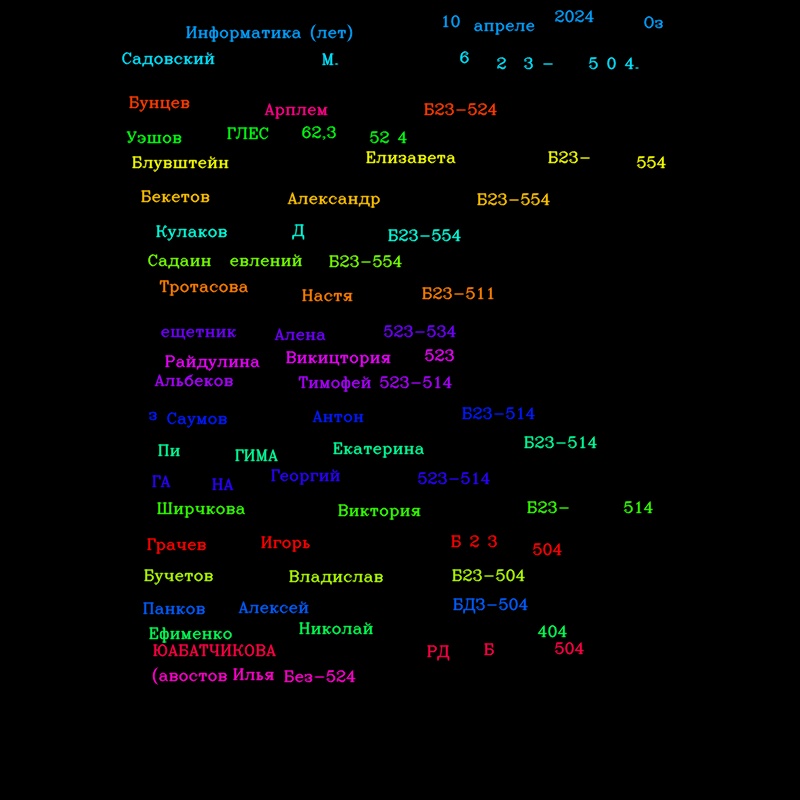 Информатика (лет) 10 апреле 2024 Оз
Садовский М. 6 2 3 - 5 0 4.
Бунцев Арплем Б23-524
Уэшов ГЛЕС 62,3 52 4
Блувштейн Елизавета Б23- 554
Бекетов Александр Б23-554
Кулаков Д Б23-554
Садаин евлений Б23-554
Тротасова Настя Б23-511
ещетник Алена 523-534
Райдулина Викицтория 523
Альбеков Тимофей 523-514
з Саумов Антон Б23-514
Пи ГИМА Екатерина Б23-514
ГА НА Георгий 523-514
Ширчкова Виктория Б23- 514
Грачев Игорь Б 2 3 504
Бучетов Владислав Б23-504
Панков Алексей БДЗ-504
Ефименко Николай 404
ЮАБАТЧИКОВА РД Б 504
(авостов Илья Без-524